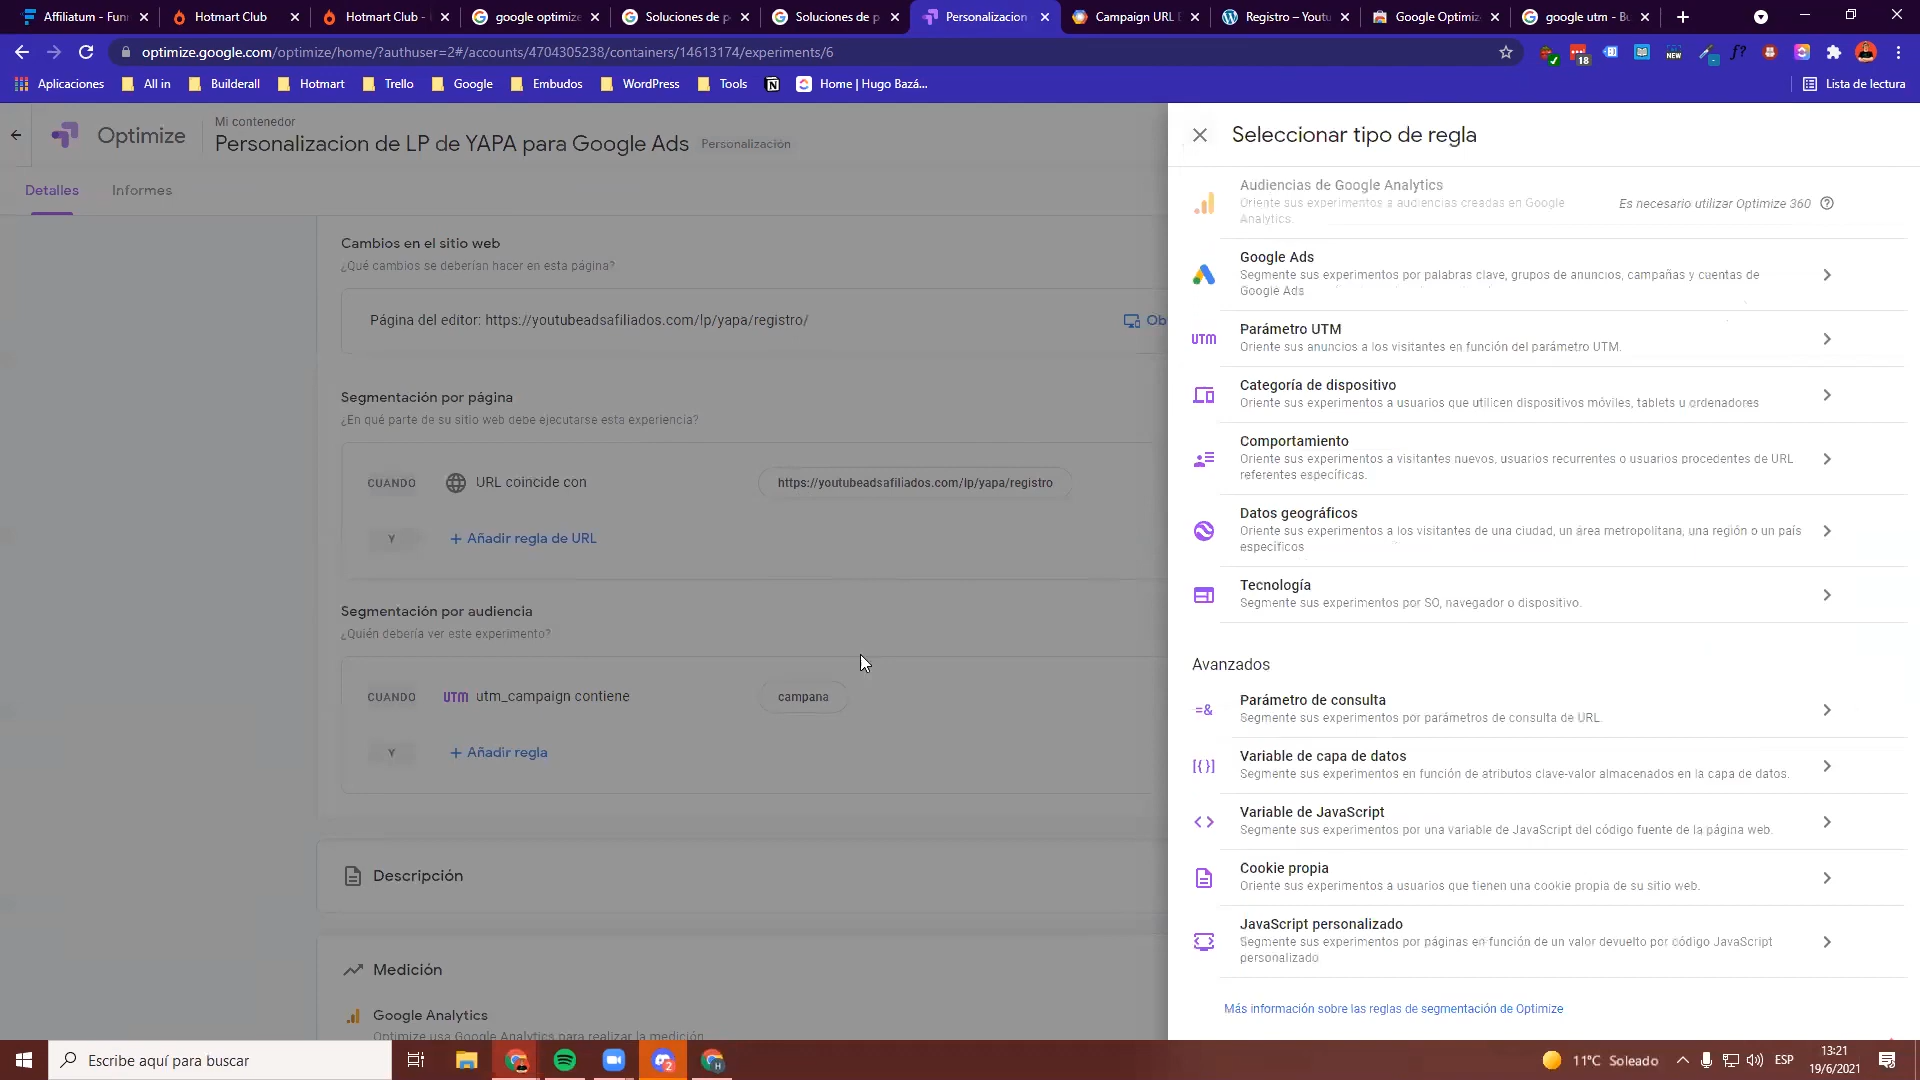 Affiliatum - Fun
Hotmart Club
Hotmart Club -
google optimize
Soluciones de p
Soluciones de p
Personalizacion
Campaign URL B
Registro – Youtu
Google Optimiz
google utm - Bu
optimize.google.com/optimize/home/?authuser=2#/accounts/4704305238/containers/14613174/experiments/6
18
NEW
f?
Aplicaciones
All in
Builderall
Hotmart
Trello
Google
Embudos
WordPress
Tools
Home | Hugo Bazá...
Lista de lectura
Optimize
Mi contenedor
Personalizacion de LP de YAPA para Google Ads
Personalización
Detalles
Informes
Cambios en el sitio web
¿Qué cambios se deberían hacer en esta página?
Página del editor: https://youtubeadsafiliados.com/lp/yapa/registro/
Ob
Segmentación por página
¿En qué parte de su sitio web debe ejecutarse esta experiencia?
CUANDO
URL coincide con
https://youtubeadsafiliados.com/lp/yapa/registro
Y
+ Añadir regla de URL
Segmentación por audiencia
¿Quién debería ver este experimento?
CUANDO
UTM utm_campaign contiene
campana
Y
+ Añadir regla
Descripción
Medición
Google Analytics
Optimize usa Google Analytics para realizar la medición
Seleccionar tipo de regla
Audiencias de Google Analytics
Oriente sus experimentos a audiencias creadas en Google
Analytics.
Es necesario utilizar Optimize 360
Google Ads
Segmente sus experimentos por palabras clave, grupos de anuncios, campañas y cuentas de
Google Ads
UTM
Parámetro UTM
Oriente sus anuncios a los visitantes en función del parámetro UTM.
Categoría de dispositivo
Oriente sus experimentos a usuarios que utilicen dispositivos móviles, tablets u ordenadores
Comportamiento
Oriente sus experimentos a visitantes nuevos, usuarios recurrentes o usuarios procedentes de URL
referentes específicas.
Datos geográficos
Oriente sus experimentos a los visitantes de una ciudad, un área metropolitana, una región o un país
específicos
Tecnología
Segmente sus experimentos por SO, navegador o dispositivo.
Avanzados
=&
Parámetro de consulta
Segmente sus experimentos por parámetros de consulta de URL.
[{}]
Variable de capa de datos
Segmente sus experimentos en función de atributos clave-valor almacenados en la capa de datos.
Variable de JavaScript
Segmente sus experimentos por una variable de JavaScript del código fuente de la página web.
Cookie propia
Oriente sus experimentos a usuarios que tienen una cookie propia de su sitio web.
JavaScript personalizado
Segmente sus experimentos por páginas en función de un valor devuelto por código JavaScript
personalizado
Más información sobre las reglas de segmentación de Optimize
Escribe aquí para buscar
2
H
11°C Soleado
ESP
13:21
19/6/2021